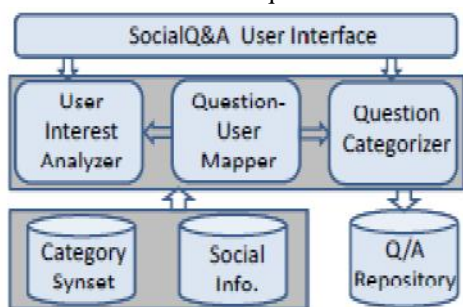 SocialQ&A User Interface
User
Interest
Analyzer
Question-
User
Mapper
Question
Categorizer
Category
Synset
Social
Info.
Q/A
Repository